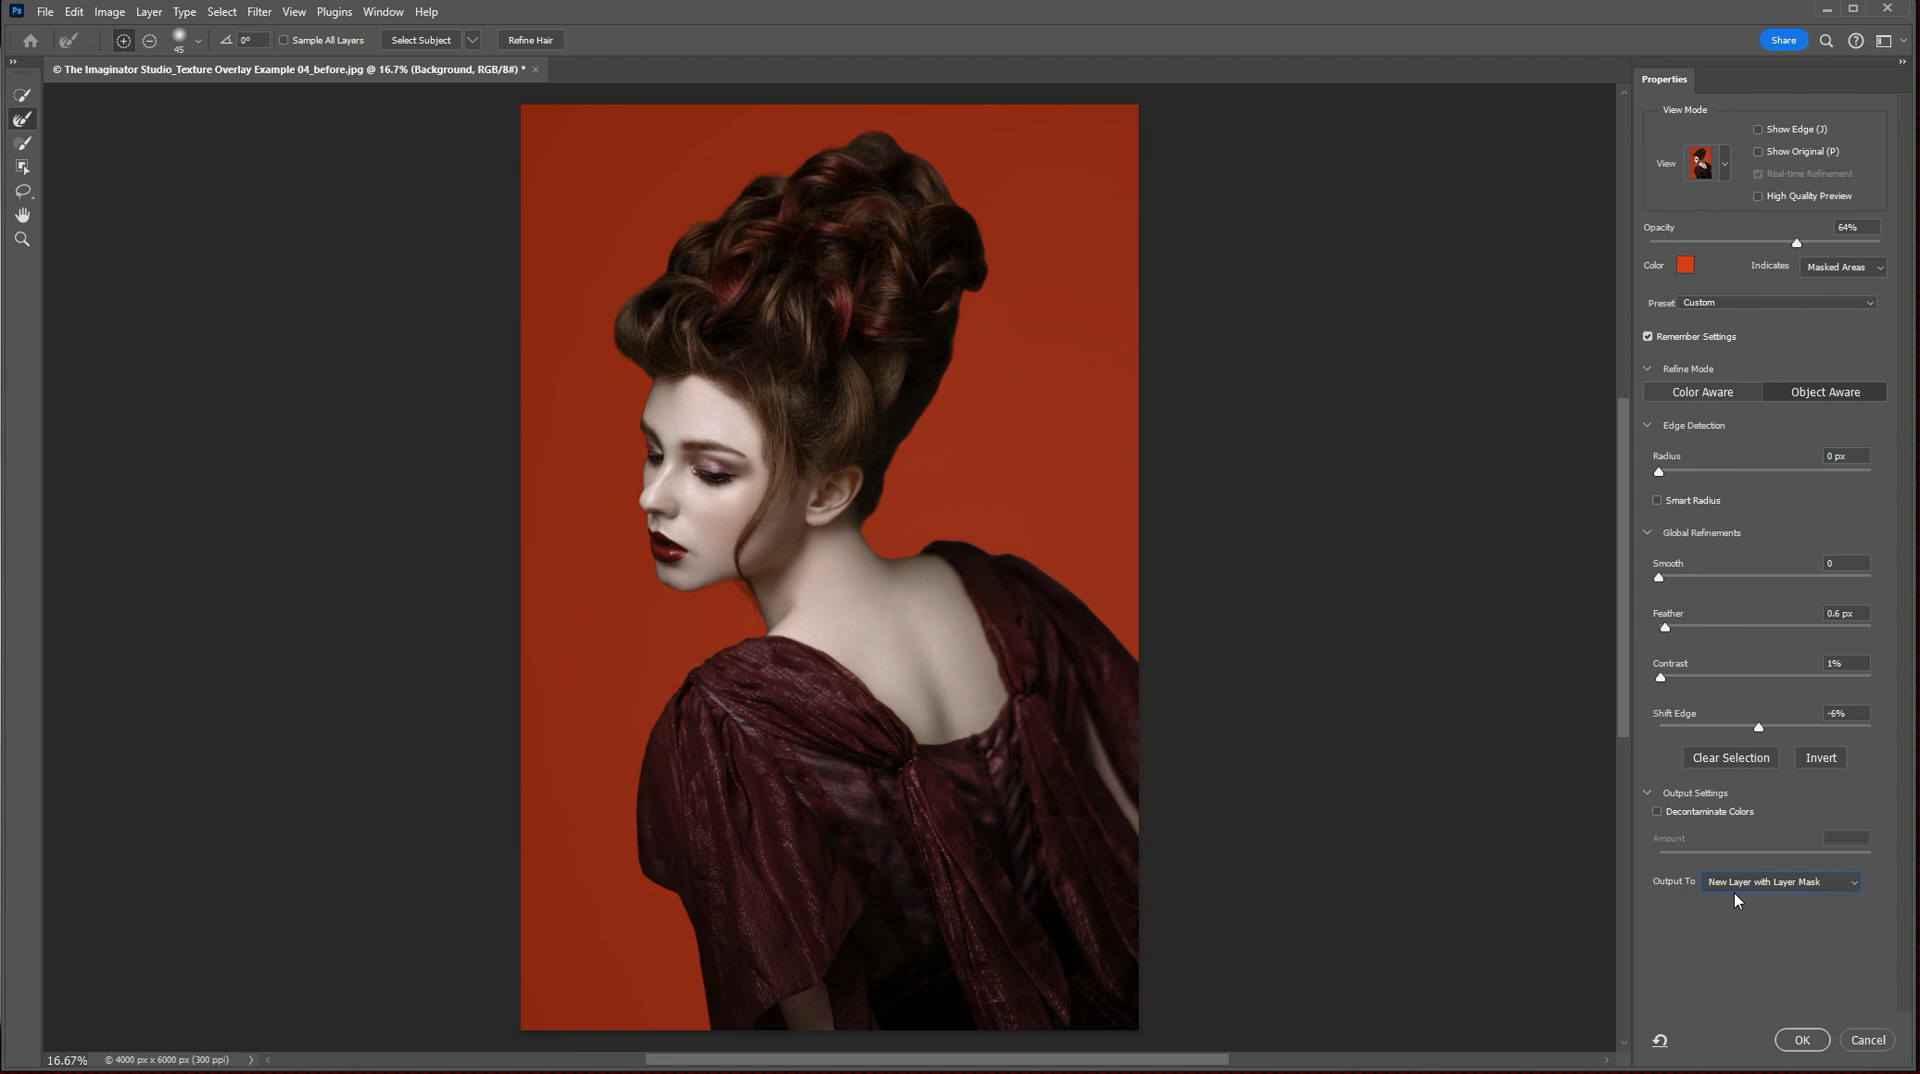 Ps File Edit Image Layer Type Select Filter View Plugins Window Help
45 0° Sample All Layers Select Subject Refine Hair Share
© The Imaginator Studio_Texture Overlay Example 04_before.jpg @ 16.7% (Background, RGB/8#) *
Properties
View Mode
Show Edge (J)
View
Show Original (P)
Real-time Refinement
High Quality Preview
Opacity 64%
Color Indicates Masked Areas
Preset Custom
Remember Settings
Refine Mode
Color Aware Object Aware
Edge Detection
Radius 0 px
Smart Radius
Global Refinements
Smooth 0
Feather 0.6 px
Contrast 1%
Shift Edge -6%
Clear Selection Invert
Output Settings
Decontaminate Colors
Amount
Output To New Layer with Layer Mask
OK Cancel
16.67% © 4000 px x 6000 px (300 ppi)